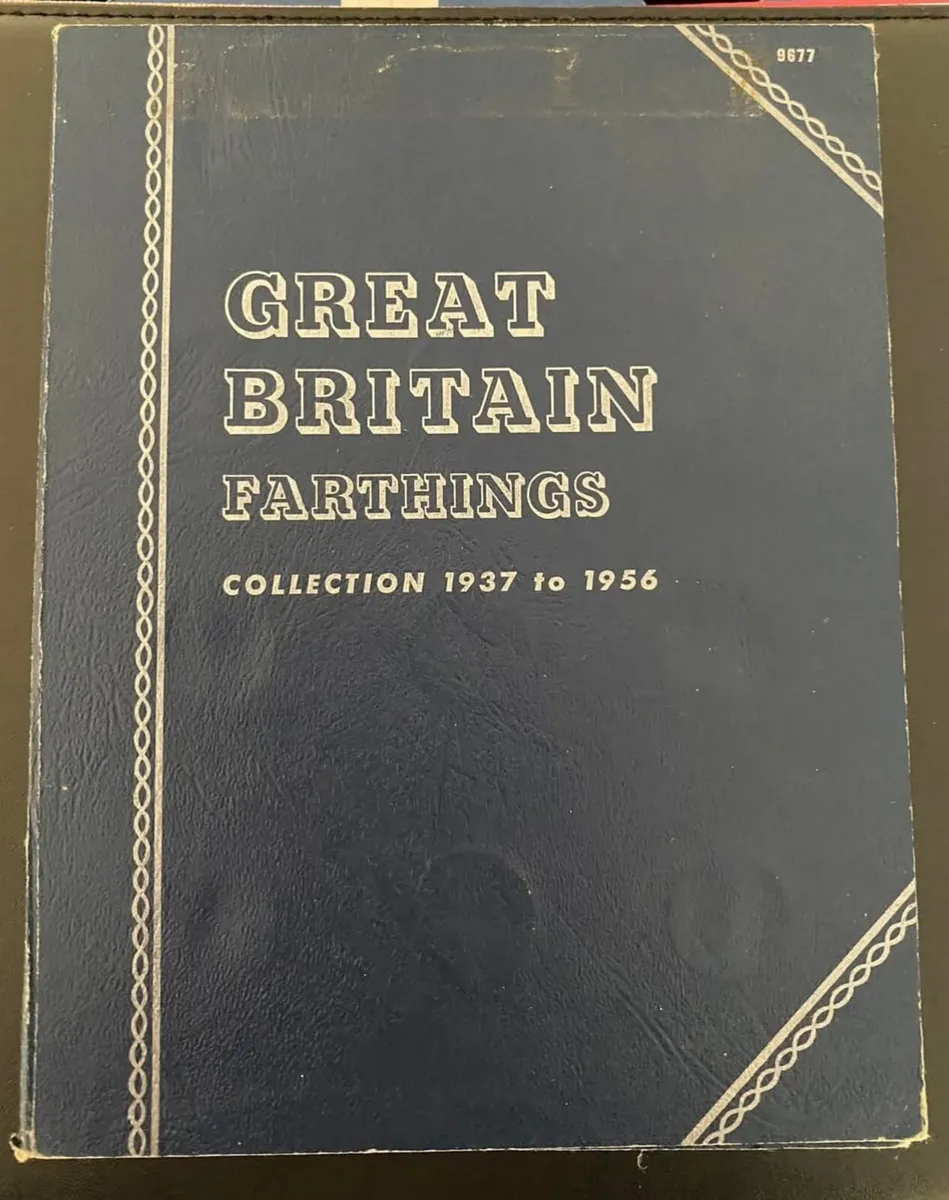 9677
GREAT
BRITAIN
FARTHINGS
COLLECTION 1937 to 1956